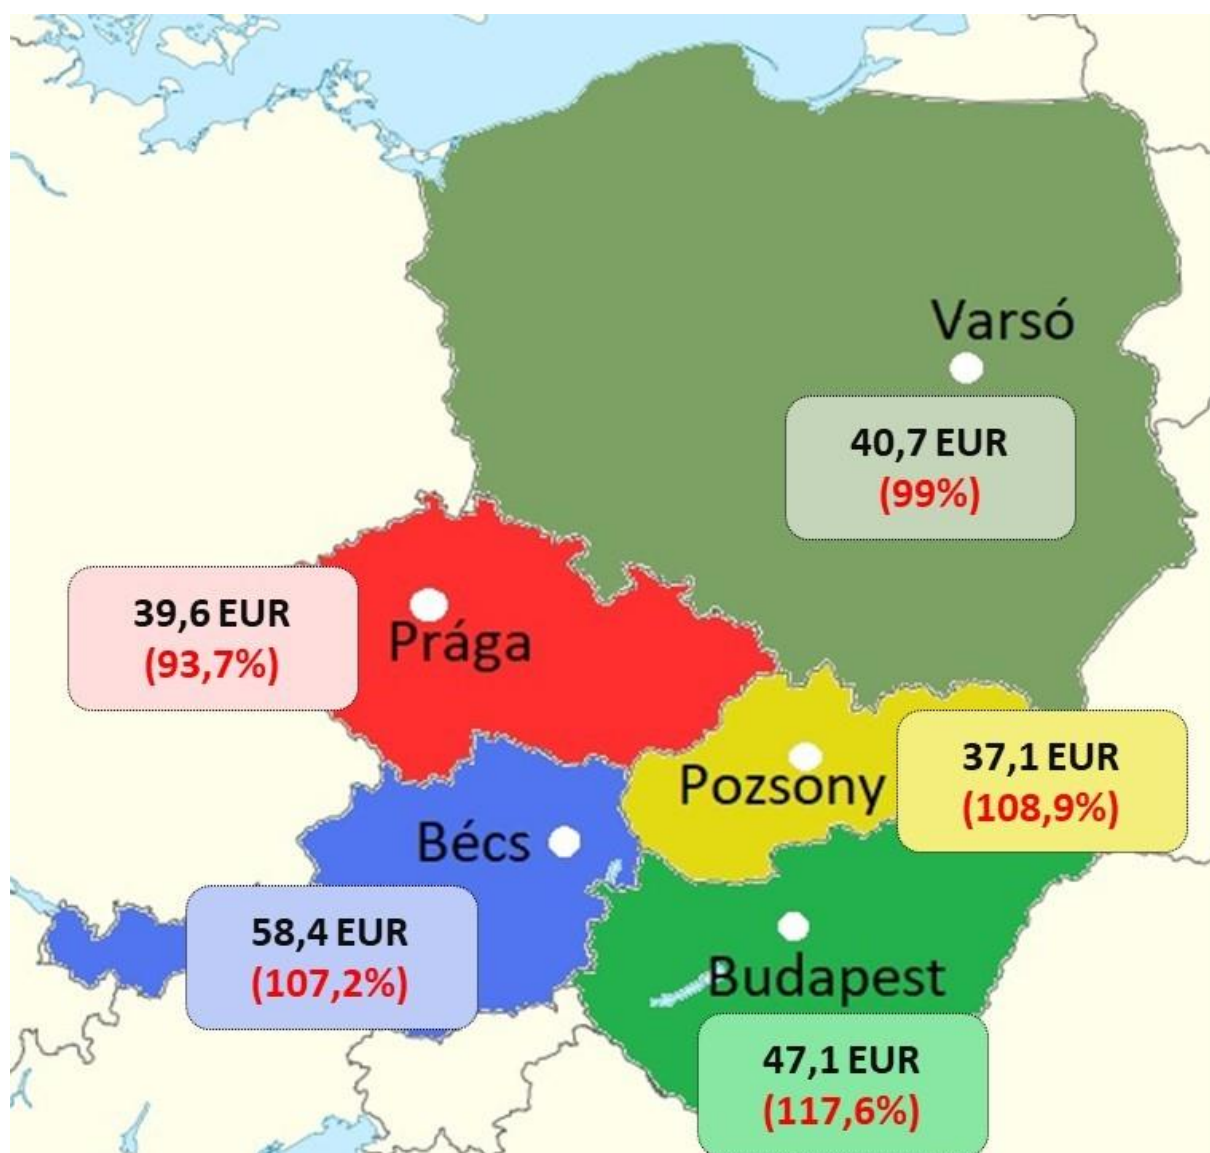 Varsó
40,7 EUR
(99%)
39,6 EUR
(93,7%)
Prága
37,1 EUR
(108,9%)
Pozsony
Bécs
58,4 EUR
(107,2%)
Budapest
47,1 EUR
(117,6%)